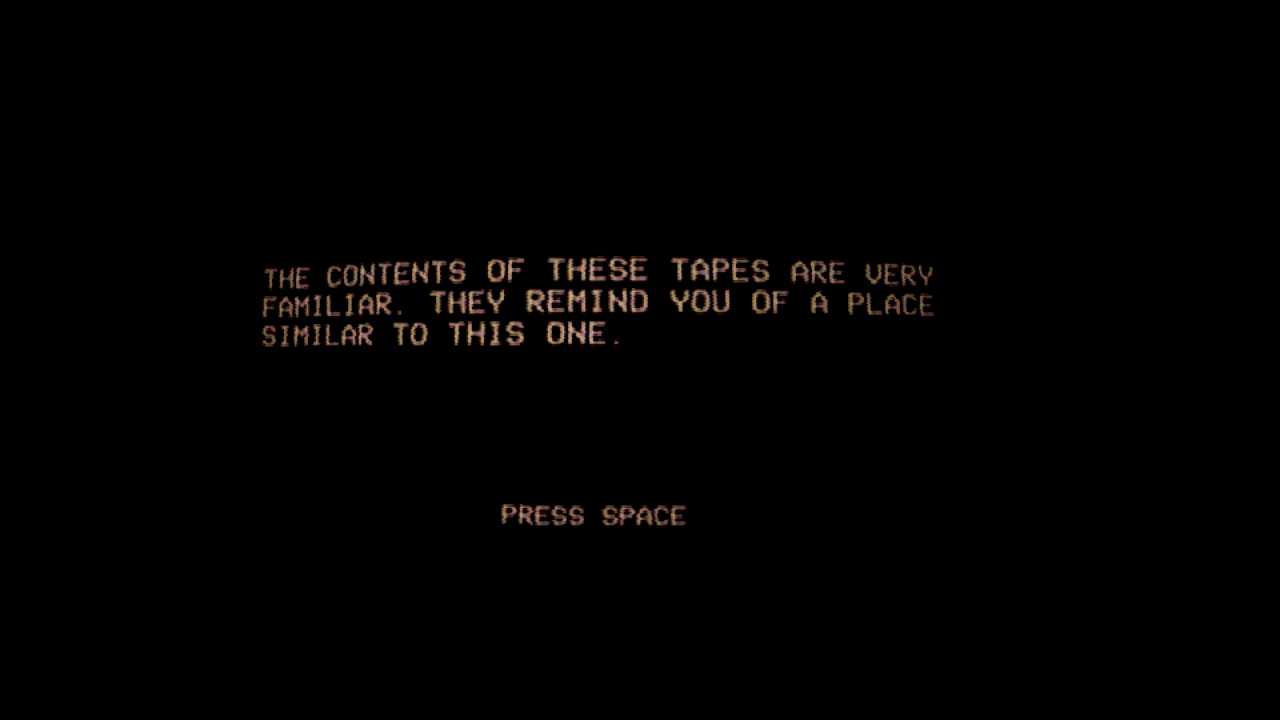 THE CONTENTS OF THESE TAPES ARE VERY
FAMILIAR. THEY REMIND YOU OF A PLACE
SIMILAR TO THIS ONE.
PRESS SPACE